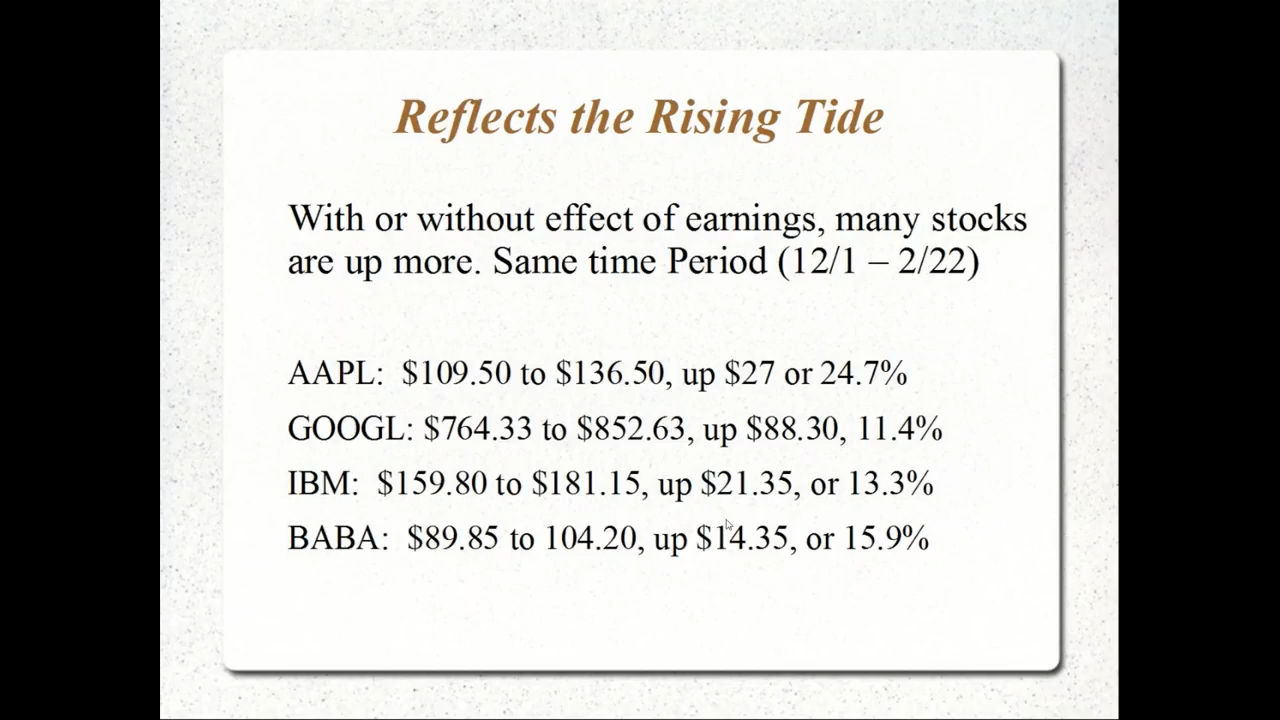 Reflects the Rising Tide
With or without effect of earnings, many stocks
are up more. Same time Period (12/1 – 2/22)
AAPL: $109.50 to $136.50, up $27 or 24.7%
GOOGL: $764.33 to $852.63, up $88.30, 11.4%
IBM: $159.80 to $181.15, up $21.35, or 13.3%
BABA: $89.85 to 104.20, up $14.35, or 15.9%